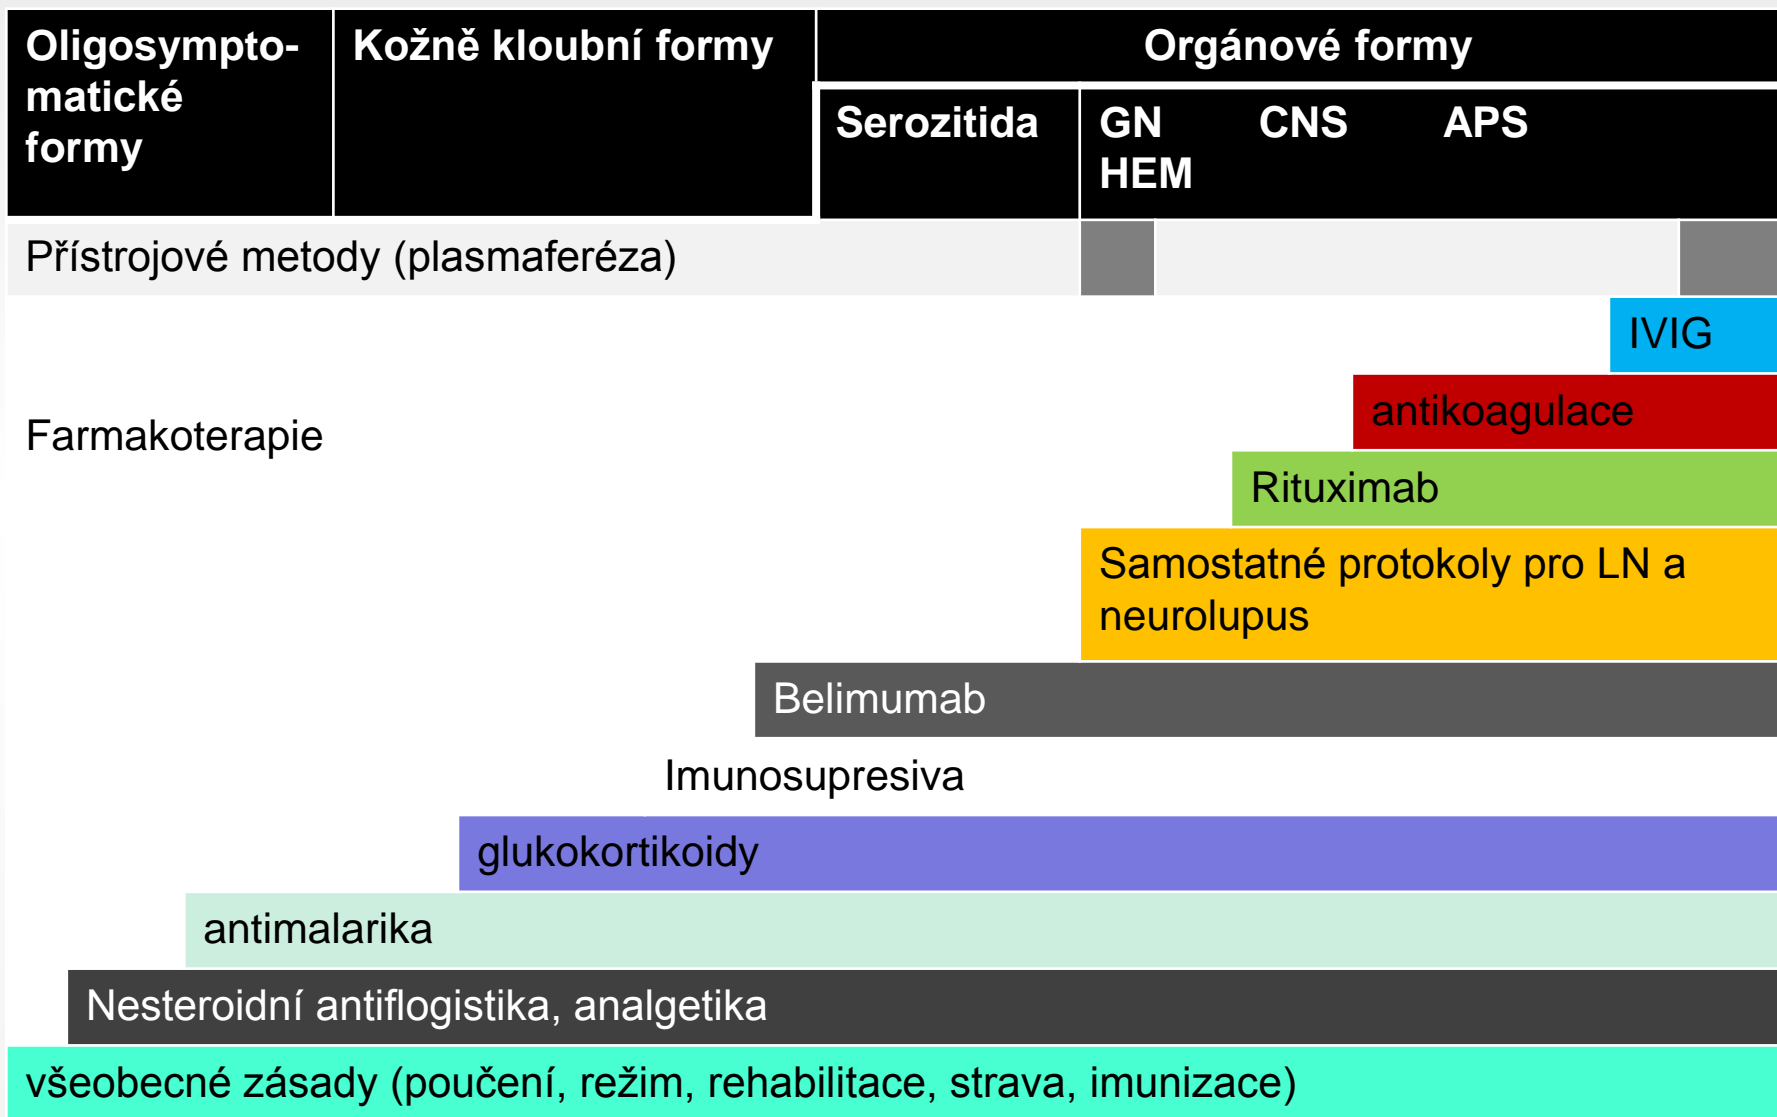 Oligosympto-
matické
formy
Kožně kloubní formy
Orgánové formy
Serozitida
GN CNS APS
HEM
Přístrojové metody (plasmaferéza)
IVIG
antikoagulace
Farmakoterapie
Rituximab
Samostatné protokoly pro LN a
neurolupus
Belimumab
Imunosupresiva
glukokortikoidy
antimalarika
Nesteroidní antiflogistika, analgetika
všeobecné zásady (poučení, režim, rehabilitace, strava, imunizace)